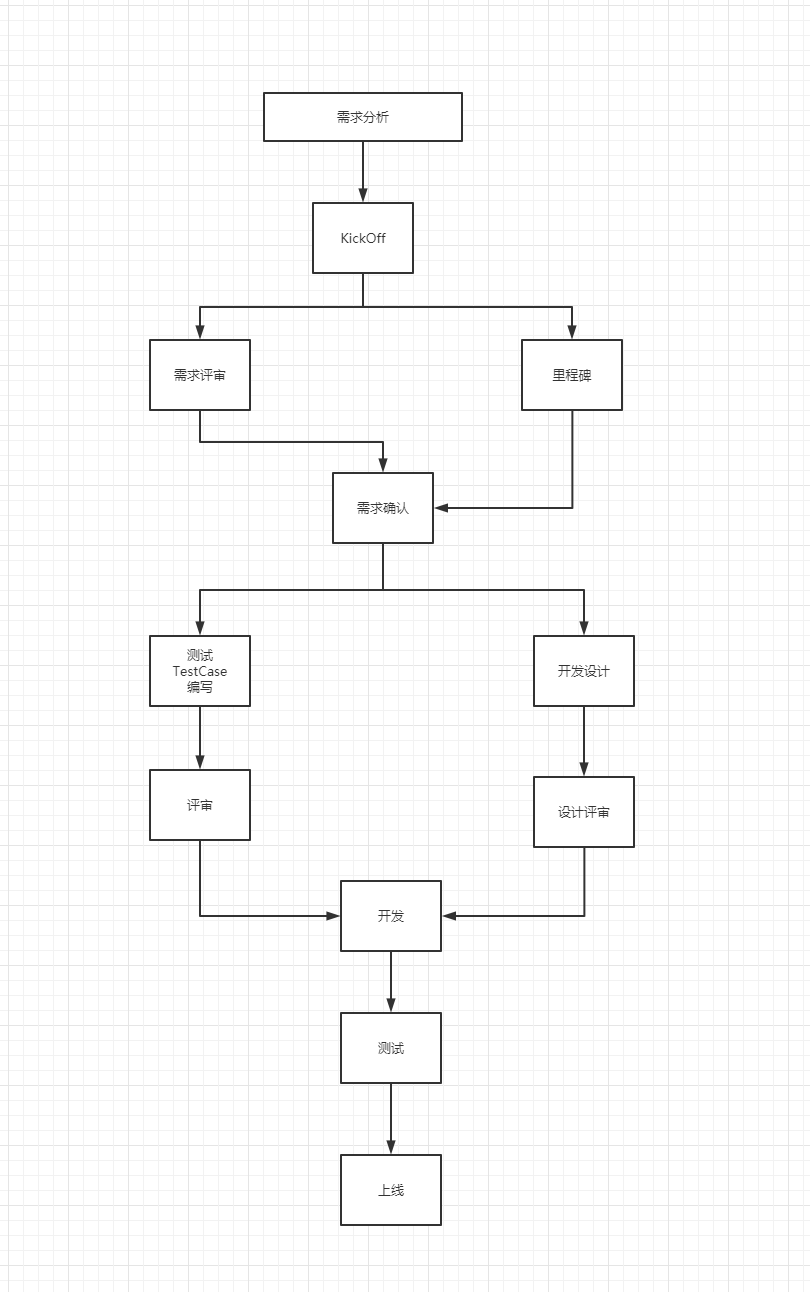 需求分析
KickOff
需求评审
里程碑
需求确认
测试
TestCase
编写
开发设计
评审
设计评审
开发
测试
上线